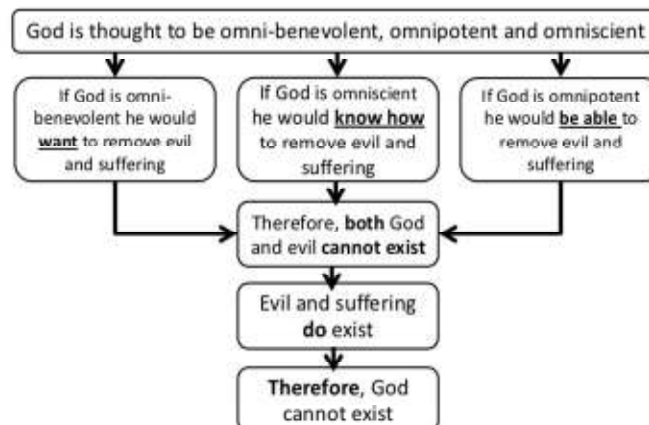 God is thought to be omni-benevolent, omnipotent and omniscient
If God is omni-
benevolent he would
want to remove evil
and suffering
If God is omniscient
he would know how
to remove evil and
suffering
If God is omnipotent
he would be able to
remove evil and
suffering
Therefore, both God
and evil cannot exist
Evil and suffering
do exist
Therefore, God
cannot exist